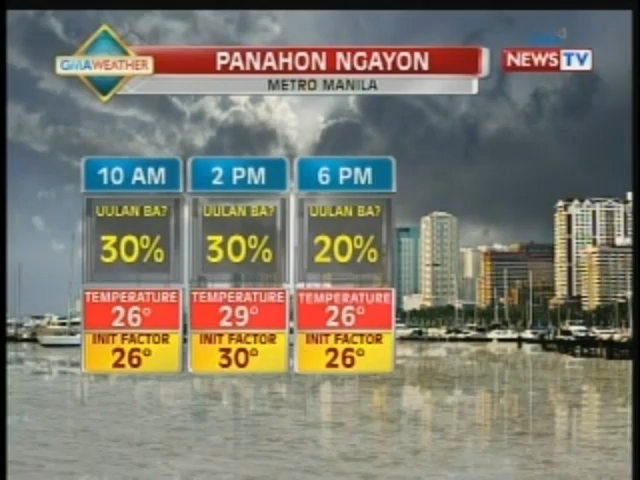 GMA WEATHER
PANAHON NGAYON
METRO MANILA
NEWS TV
10 AM
2 PM
6 PM
UULAN BA?
UULAN BA?
UULAN BA?
30%
30%
20%
TEMPERATURE
TEMPERATURE
TEMPERATURE
26°
29°
26°
INIT FACTOR
INIT FACTOR
INIT FACTOR
26°
30°
26°